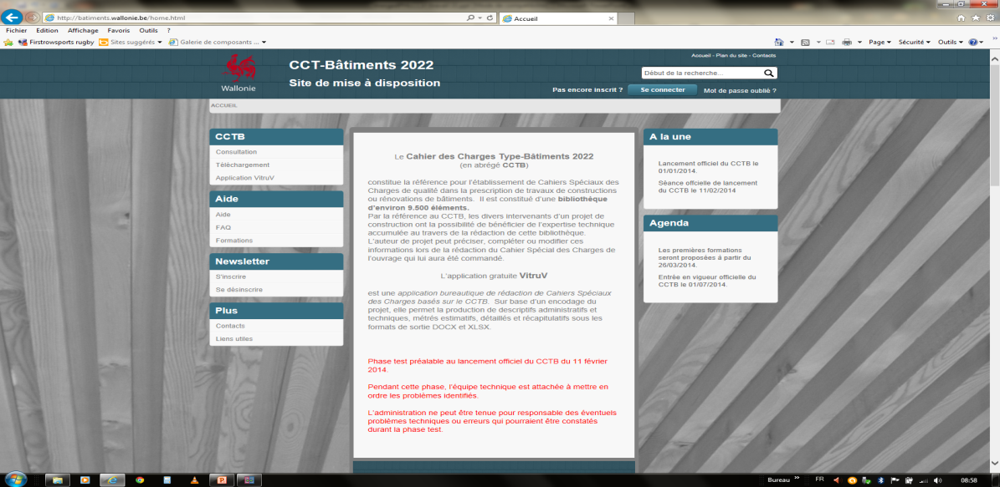 http://batiments.wallonie.be/home.html
Accueil
Fichier Edition Affichage Favoris Outils ?
Firstrowsports rugby Sites suggérés Galerie de composants ...
Page Sécurité Outils
Accueil - Plan du site - Contacts
CCT-Bâtiments 2022
Début de la recherche...
Wallonie
Site de mise à disposition
Pas encore inscrit ? Se connecter Mot de passe oublié ?
ACCUEIL
CCTB
Consultation
Téléchargement
Application VitruV
Aide
Aide
FAQ
Formations
Newsletter
S'inscrire
Se désinscrire
Plus
Contacts
Liens utiles
Le Cahier des Charges Type-Bâtiments 2022
(en abrégé CCTB)
constitue la référence pour l'établissement de Cahiers Spéciaux des
Charges de qualité dans la prescription de travaux de constructions
ou rénovations de bâtiments. Il est constitué d'une bibliothèque
d'environ 9.500 éléments.
Par la référence au CCTB, les divers intervenants d'un projet de
construction ont la possibilité de bénéficier de l'expertise technique
accumulée au travers de la rédaction de cette bibliothèque.
L'auteur de projet peut préciser, compléter ou modifier ces
informations lors de la rédaction du Cahier Spécial des Charges de
l'ouvrage qui lui aura été commandé.
L'application gratuite VitruV
est une application bureautique de rédaction de Cahiers Spéciaux
des Charges basés sur le CCTB. Sur base d'un encodage du
projet, elle permet la production de descriptifs administratifs et
techniques, métrés estimatifs, détaillés et récapitulatifs sous les
formats de sortie DOCX et XLSX.
Phase test préalable au lancement officiel du CCTB du 11 février
2014.
Pendant cette phase, l'équipe technique est attachée à mettre en
ordre les problèmes identifiés.
L'administration ne peut être tenue pour responsable des éventuels
problèmes techniques ou erreurs qui pourraient être constatés
durant la phase test.
A la une
Lancement officiel du CCTB le
01/01/2014.
Séance offcielle de lancement
du CCTB le 11/02/2014
Agenda
Les premières formations
seront proposées à partir du
26/03/2014.
Entrée en vigueur officielle du
CCTB le 01/07/2014.
Bureau FR 08:58